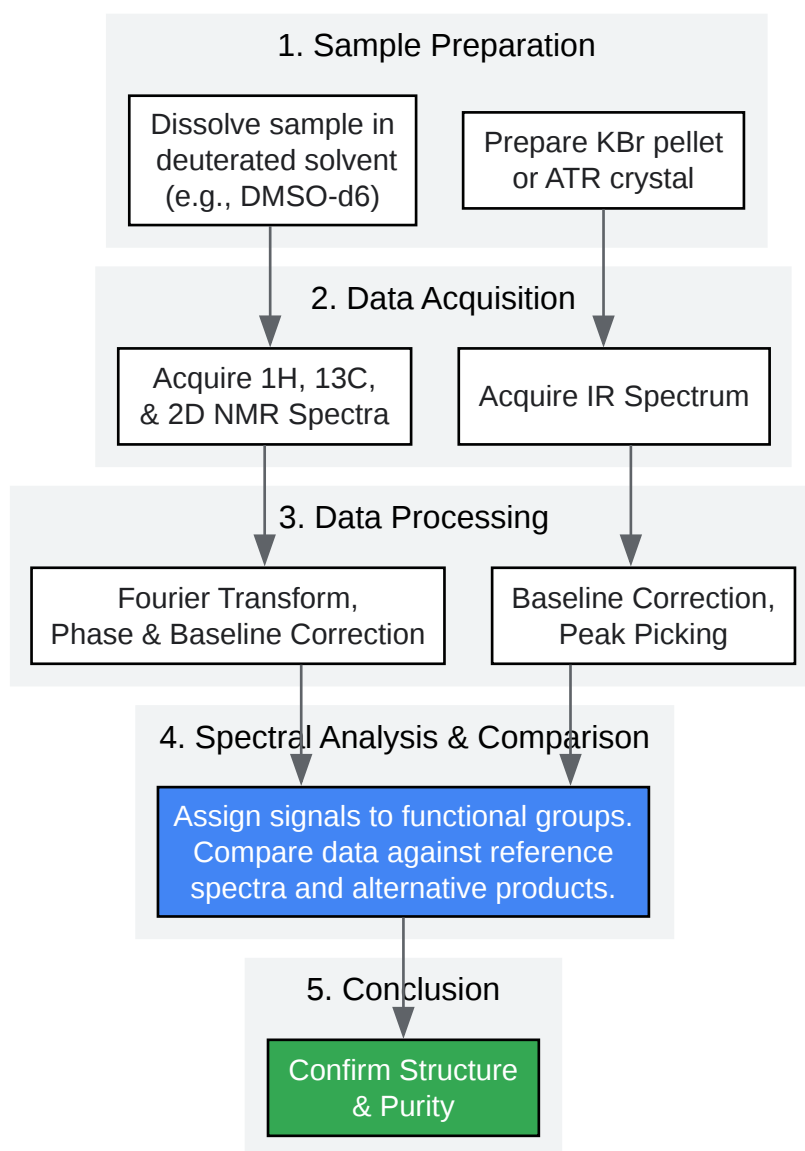 1. Sample Preparation
Dissolve sample in
deuterated solvent
(e.g., DMSO-d6)
Prepare KBr pellet
or ATR crystal
2. Data Acquisition
Acquire 1H, 13C,
& 2D NMR Spectra
Acquire IR Spectrum
3. Data Processing
Fourier Transform,
Phase & Baseline Correction
Baseline Correction,
Peak Picking
4. Spectral Analysis & Comparison
Assign signals to functional groups.
Compare data against reference
spectra and alternative products.
5. Conclusion
Confirm Structure
& Purity